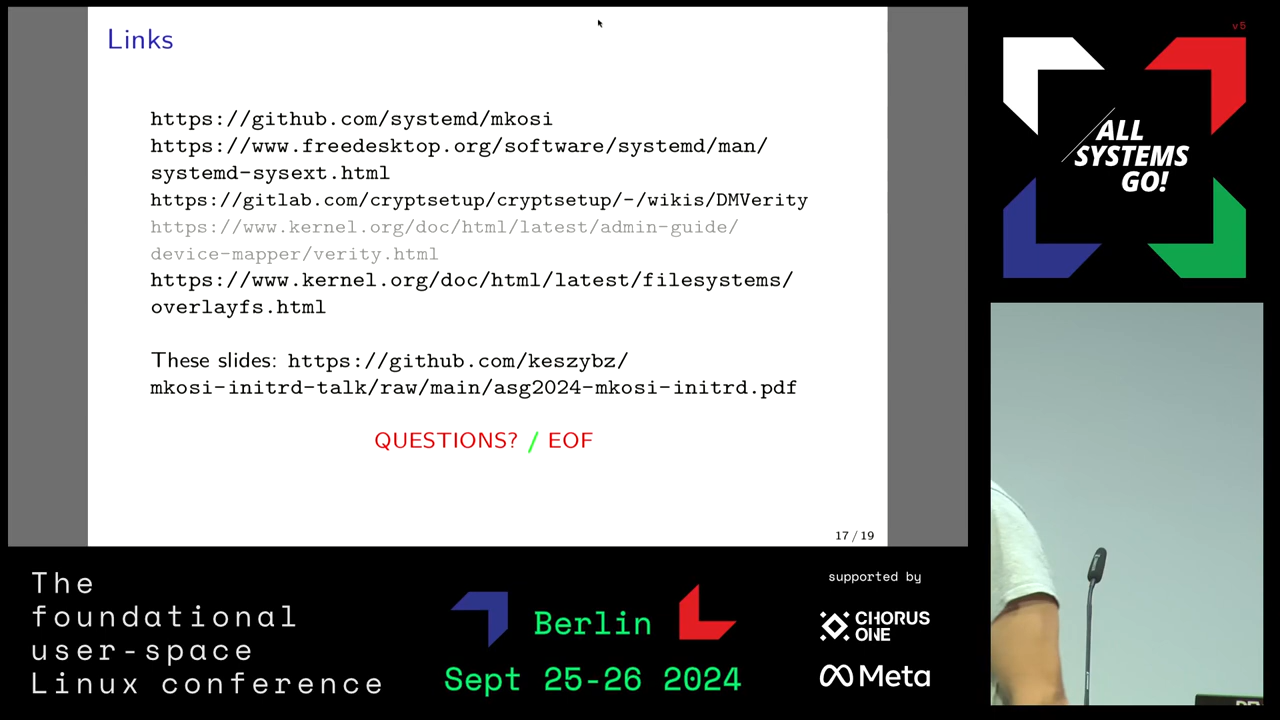 Links
https://github.com/systemd/mkosi
https://www.freedesktop.org/software/systemd/man/
systemd-sysext.html
https://gitlab.com/cryptsetup/cryptsetup/-/wikis/DMVerity
https://www.kernel.org/doc/html/latest/admin-guide/
device-mapper/verity.html
https://www.kernel.org/doc/html/latest/filesystems/
overlayfs.html
These slides: https://github.com/keszybz/
mkosi-initrd-talk/raw/main/asg2024-mkosi-initrd.pdf
QUESTIONS? / EOF
17 / 19
v5
ALL
SYSTEMS
GO!
The
foundational
user-space
Linux conference
Berlin
Sept 25-26 2024
supported by
CHORUS
ONE
Meta